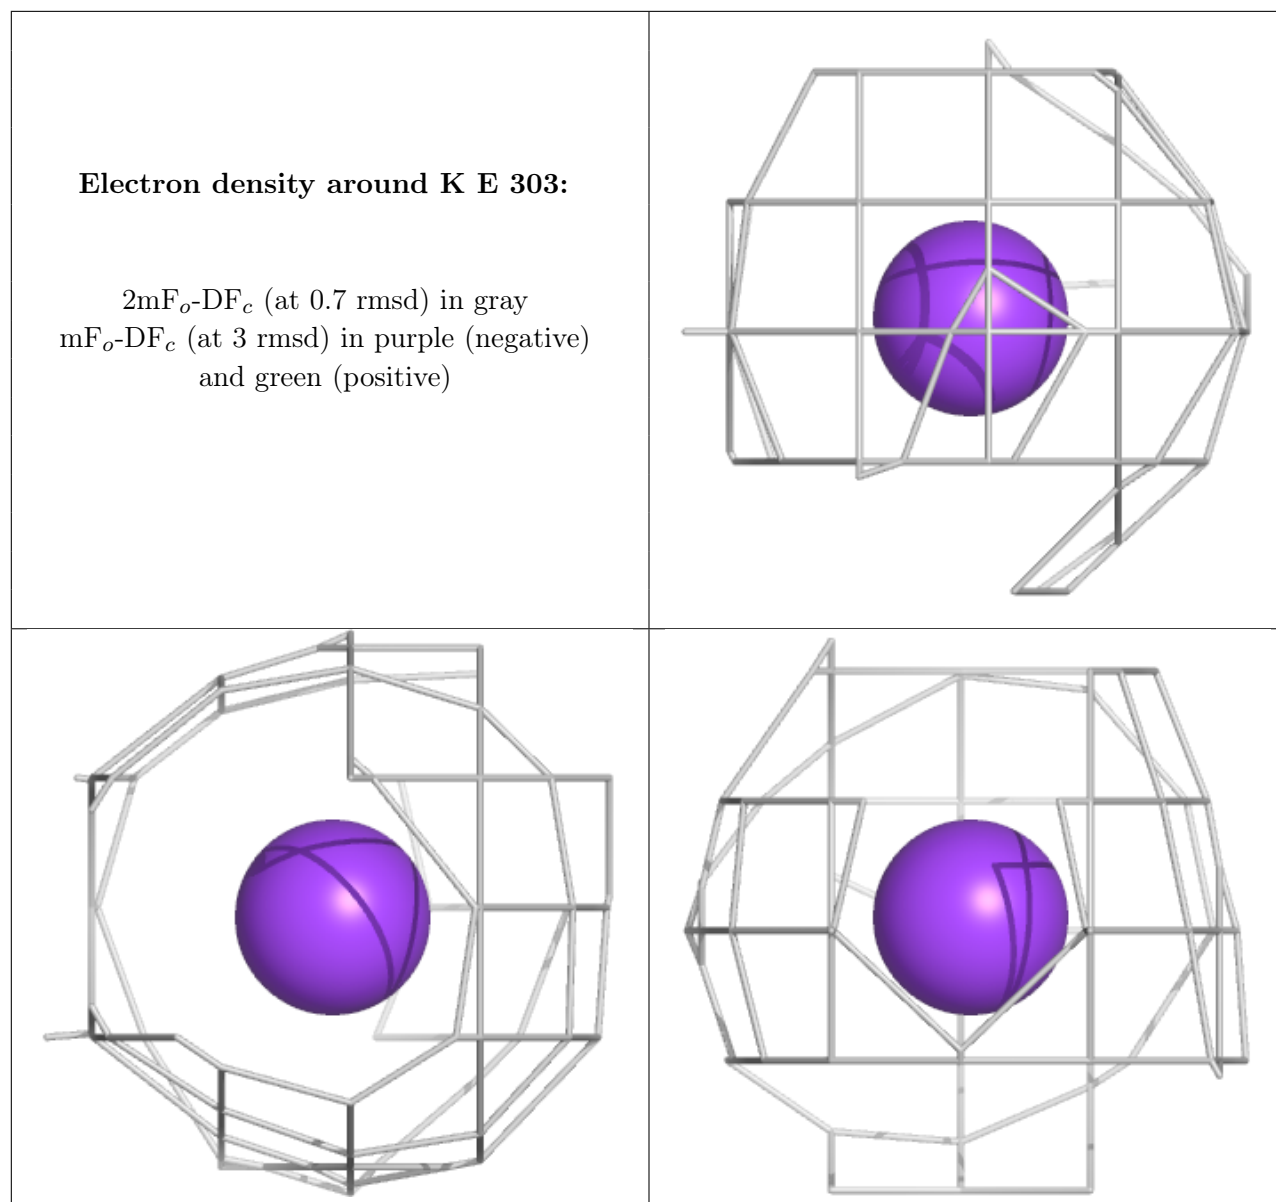 Electron density around K E 303:
2mFo-DFc (at 0.7 rmsd) in gray
mFo-DFc (at 3 rmsd) in purple (negative)
and green (positive)